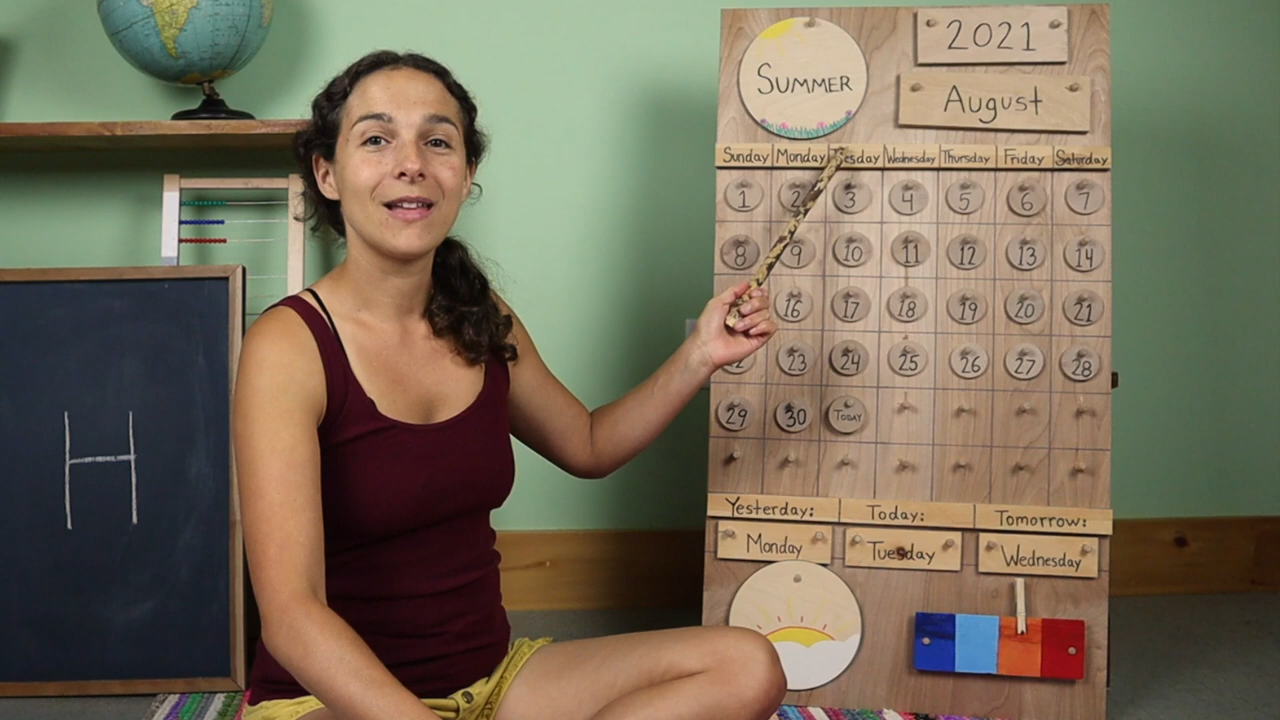 2021
SUMMER
August
Sunday Monday Tuesday Wednesday Thursday Friday Saturday
1 2 3 4 5 6 7
8 9 10 11 12 13 14
16 17 18 19 20 21
23 24 25 26 27 28
29 30 TODAY
H
Yesterday: Today: Tomorrow:
Monday Tuesday Wednesday